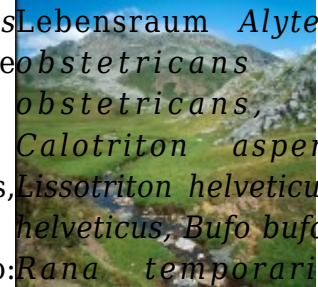 s Lebensraum Alyte
e obstetricans
obstetricans,
Calotriton asper
s, Lissotriton helveticu
helveticus, Bufo bufo
o: Rana temporari